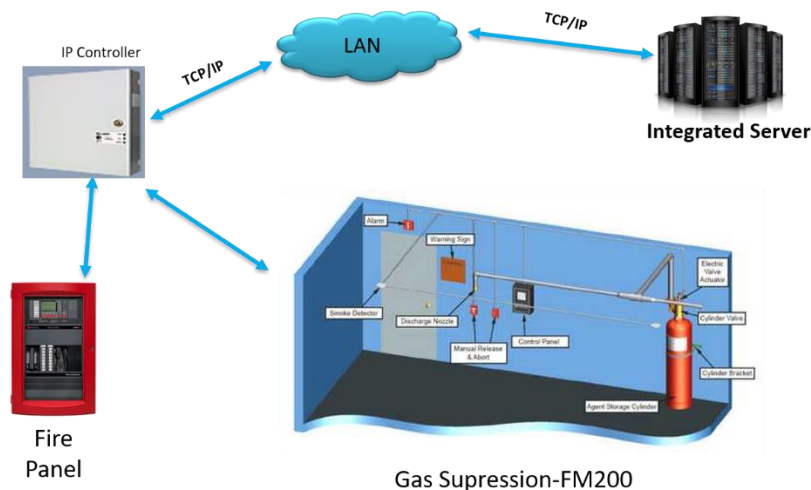 TCP/IP
LAN
IP Controller
TCP/IP
Integrated Server
Alarm
Warning Sign
Electric
Valve
Actuator
Smoke Detector
Discharge Nozzle
Cylinder Valve
Manual Release
& Abort
Control Panel
Cylinder Bracket
Agent Storage Cylinder
Fire
Panel
Gas Supression-FM200